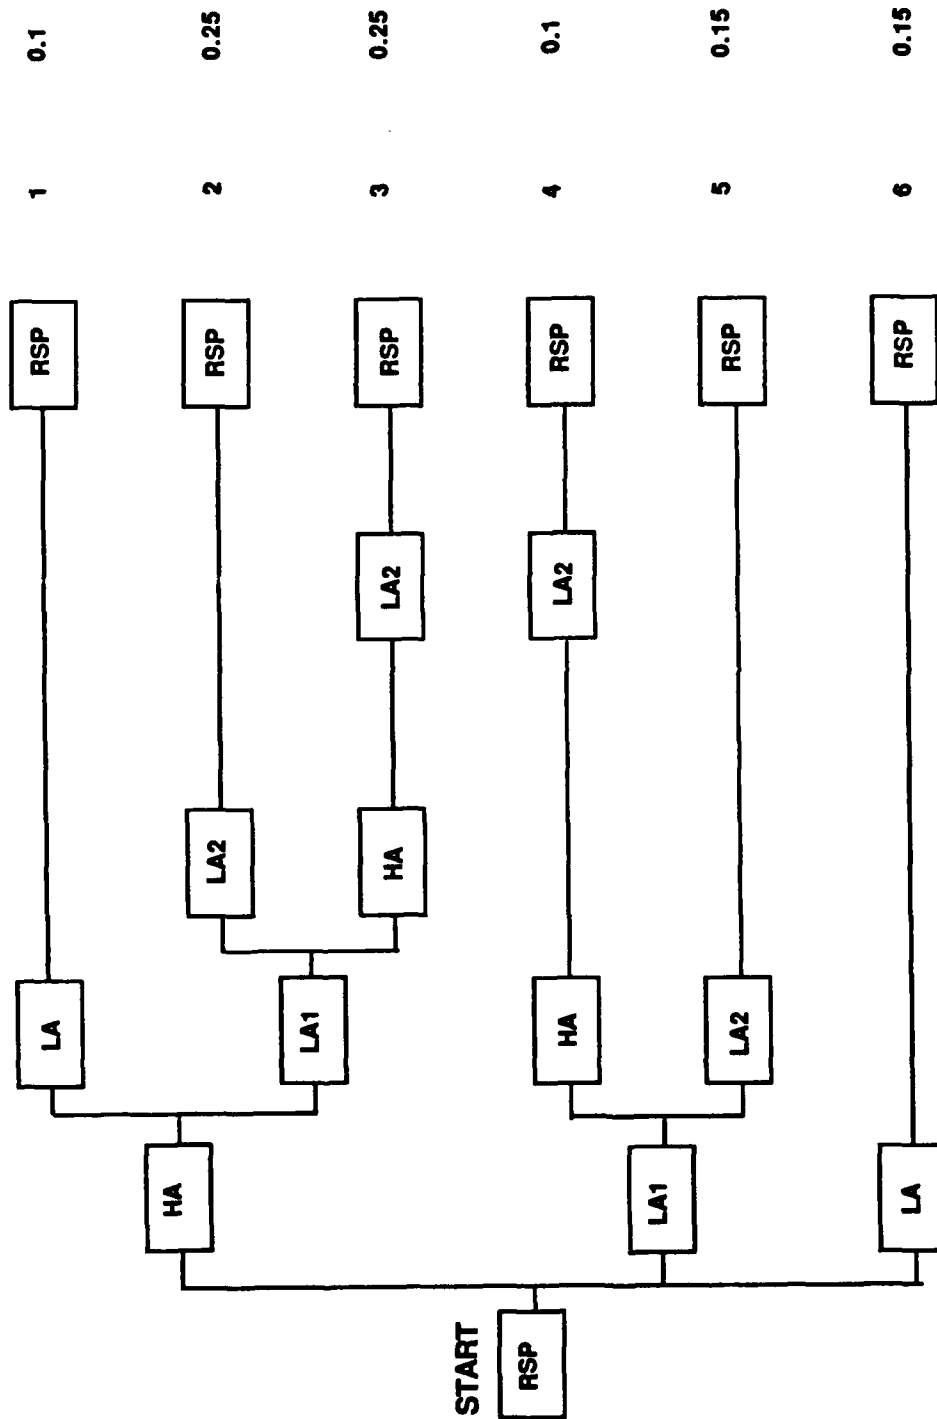 LA RSP 1 0.1
HA
LA2 RSP 2 0.25
LA1
HA LA2 RSP 3 0.25
START
RSP
HA LA2 RSP 4 0.1
LA1
LA2 RSP 5 0.15
LA RSP 6 0.15